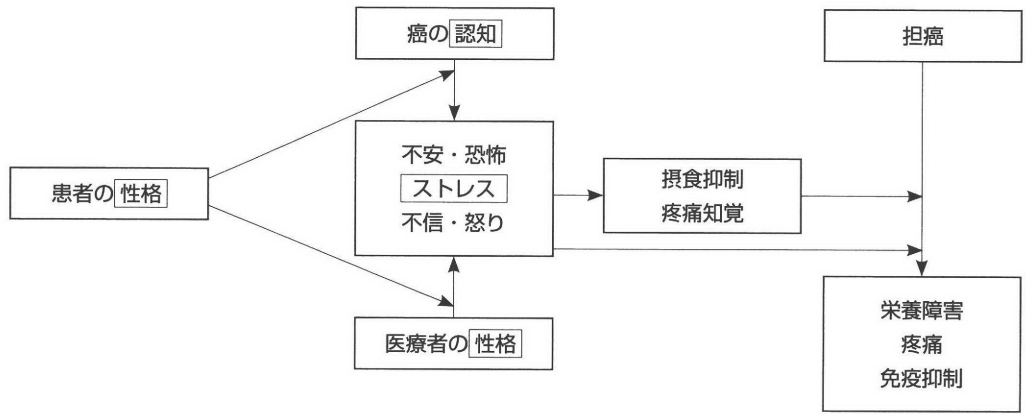 癌の認知
担癌
患者の性格
不安・恐怖
ストレス
不信・怒り
摂食抑制
疼痛知覚
医療者の性格
栄養障害
疼痛
免疫抑制